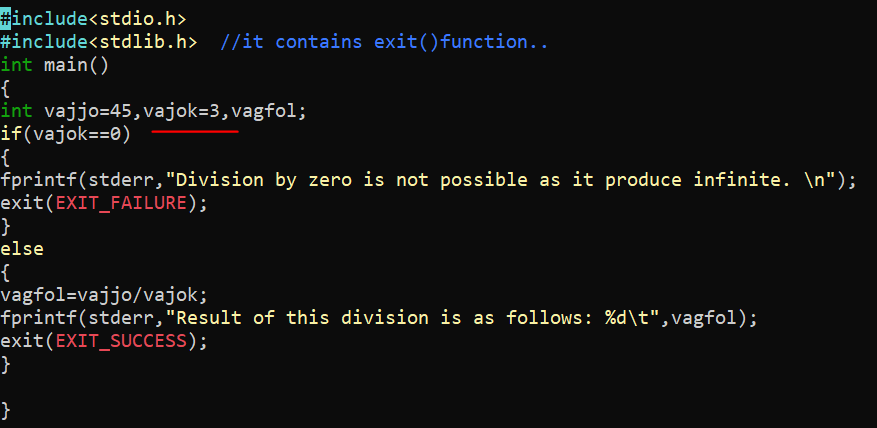 #include<stdio.h>
#include<stdlib.h>  //it contains exit()function..
int main()
{
int vajjo=45,vajok=3,vagfol;
if(vajok==0)
{
fprintf(stderr,"Division by zero is not possible as it produce infinite. \n");
exit(EXIT_FAILURE);
}
else
{
vagfol=vajjo/vajok;
fprintf(stderr,"Result of this division is as follows: %d\t",vagfol);
exit(EXIT_SUCCESS);
}
}